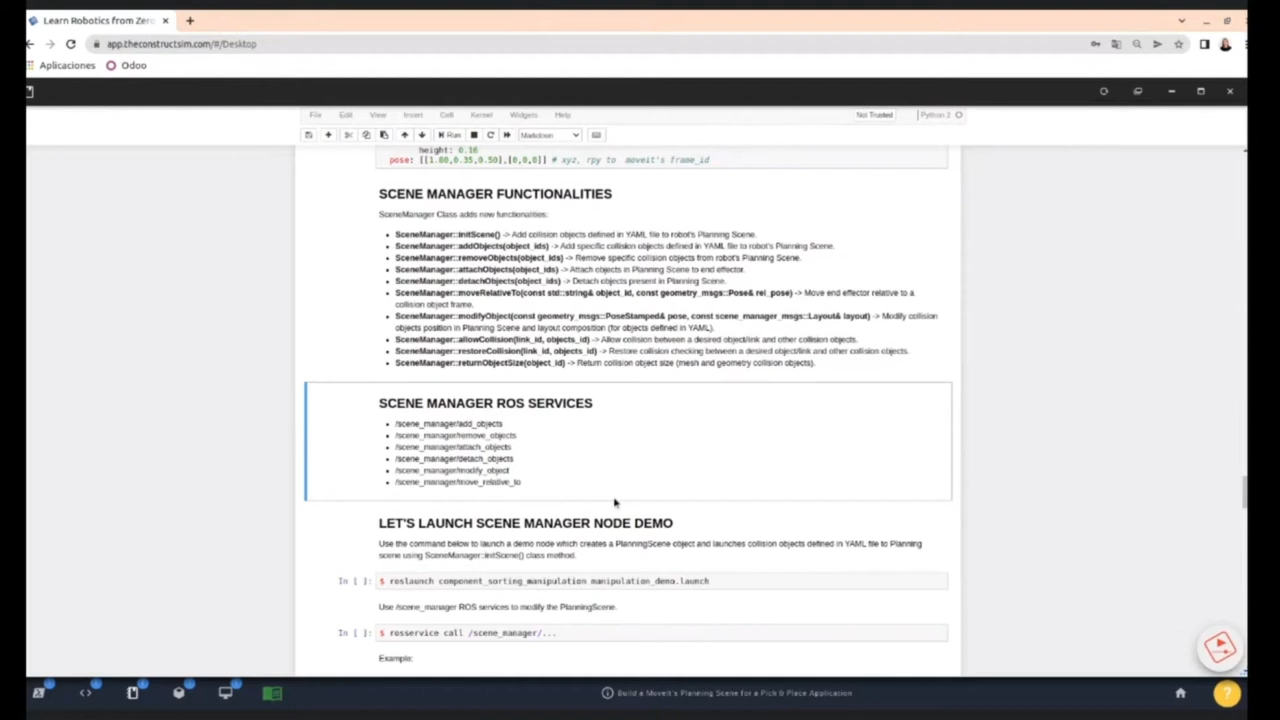 Learn Robotics from Zero
app.theconstructsim.com/#/Desktop
Aplicaciones Odoo
File Edit View Insert Cell Kernel Widgets Help Not Trusted Python 2
Run Markdown
height: 0.16
pose: [[1.80,0.35,0.50],[0,0,0]] # xyz, rpy to moveit's frame_id
SCENE MANAGER FUNCTIONALITIES
SceneManager Class adds new functionalities:
• SceneManager::initScene() -> Add collision objects defined in YAML file to robot's Planning Scene.
• SceneManager::addObjects(object_ids) -> Add specific collision objects defined in YAML file to robot's Planning Scene.
• SceneManager::removeObjects(object_ids) -> Remove specific collision objects from robot's Planning Scene.
• SceneManager::attachObjects(object_ids) -> Attach objects in Planning Scene to end effector.
• SceneManager::detachObjects(object_ids) -> Detach objects present in Planning Scene.
• SceneManager::moveRelativeTo(const std::string& object_id, const geometry_msgs::Pose& rel_pose) -> Move end effector relative to a
collision object frame.
• SceneManager::modifyObject(const geometry_msgs::PoseStamped& pose, const scene_manager_msgs::Layout& layout) -> Modify collision
objects position in Planning Scene and layout composition (for objects defined in YAML).
• SceneManager::allowCollision(link_id, objects_id) -> Allow collision between a desired object/link and other collision objects.
• SceneManager::restoreCollision(link_id, objects_id) -> Restore collision checking between a desired object/link and other collision objects.
• SceneManager::returnObjectSize(object_id) -> Return collision object size (mesh and geometry collision objects).
SCENE MANAGER ROS SERVICES
• /scene_manager/add_objects
• /scene_manager/remove_objects
• /scene_manager/attach_objects
• /scene_manager/detach_objects
• /scene_manager/modify_object
• /scene_manager/move_relative_to
LET'S LAUNCH SCENE MANAGER NODE DEMO
Use the command below to launch a demo node which creates a PlanningScene object and launches collision objects defined in YAML file to Planning
scene using SceneManager::initScene() class method.
In [ ]: $ roslaunch component_sorting_manipulation manipulation_demo.launch
Use /scene_manager ROS services to modify the PlanningScene.
In [ ]: $ rosservice call /scene_manager/...
Example:
Build a MoveIt's Planning Scene for a Pick & Place Application